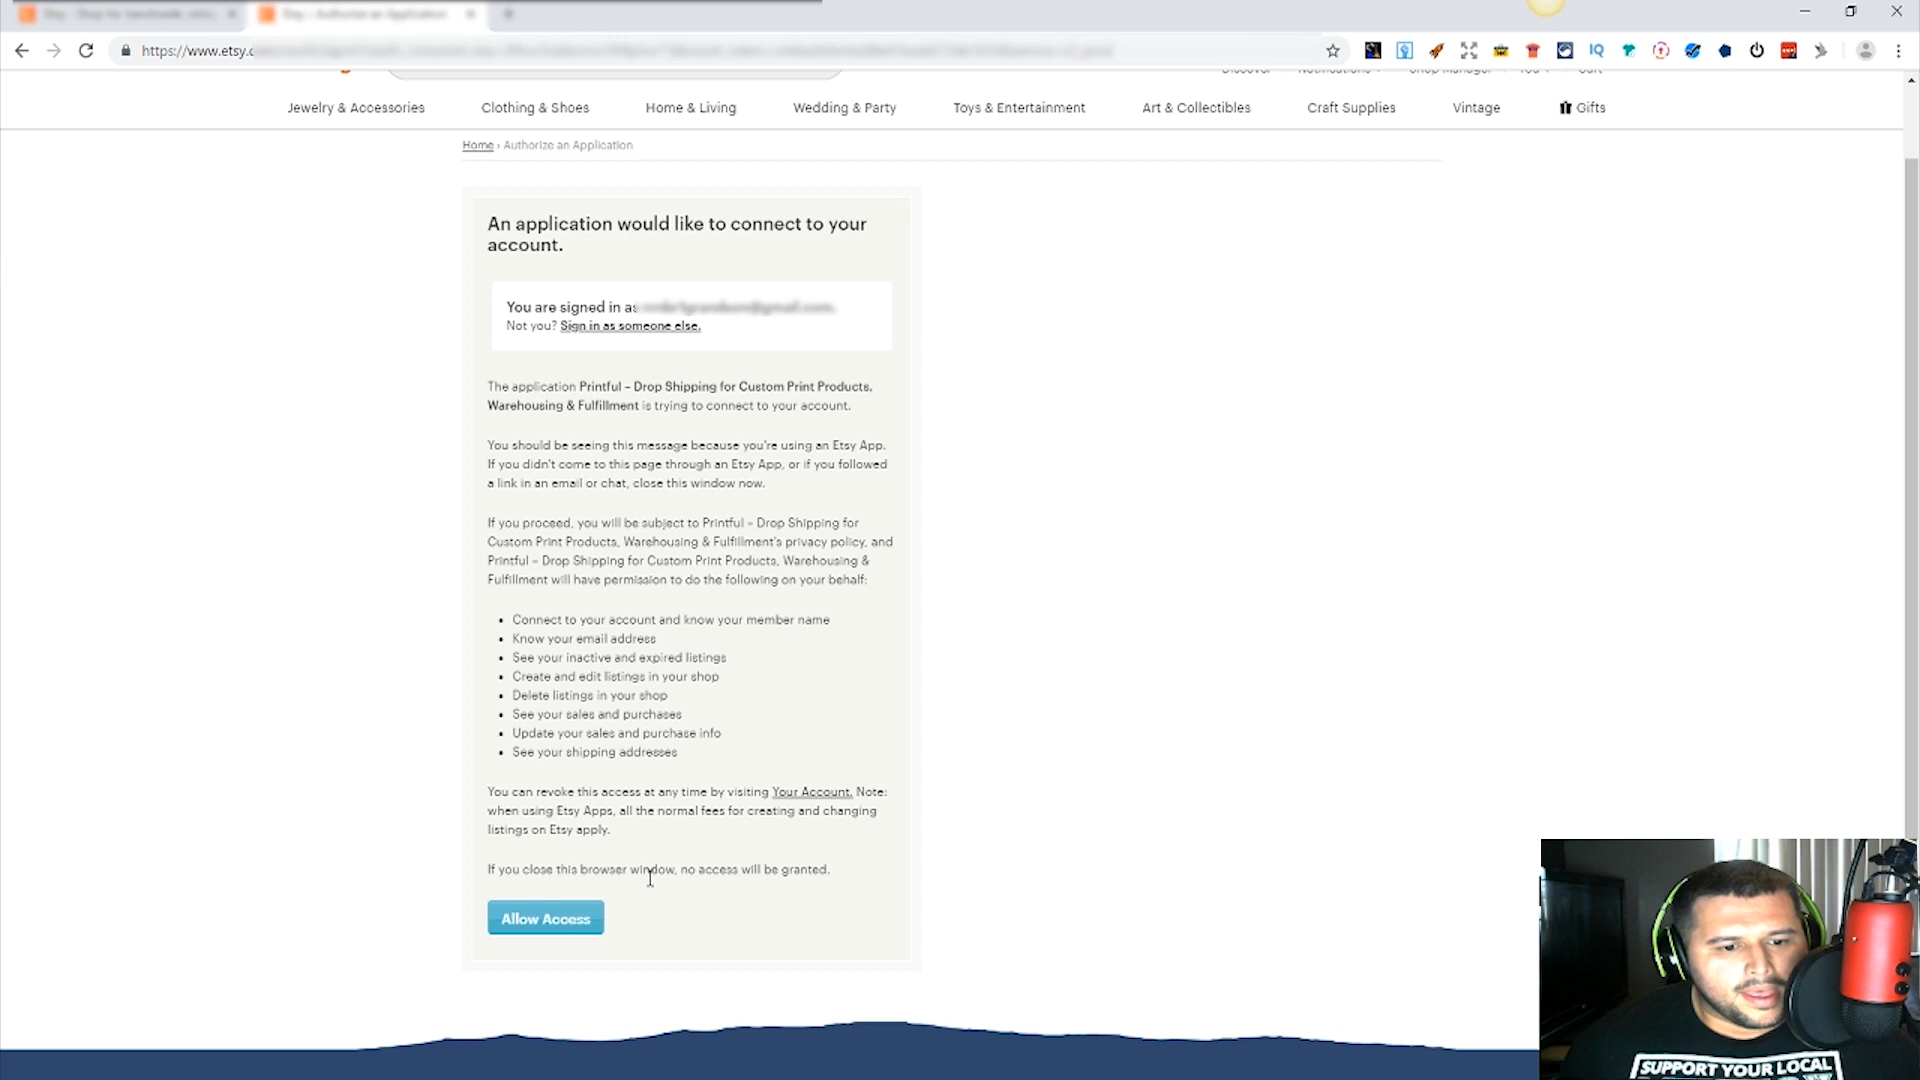 Etsy :: Authorize an Application
https://www.etsy.c
Discover
Notifications
Shop Manager
You
Cart
Jewelry & Accessories
Clothing & Shoes
Home & Living
Wedding & Party
Toys & Entertainment
Art & Collectibles
Craft Supplies
Vintage
Gifts
Home › Authorize an Application
An application would like to connect to your
account.
You are signed in as
Not you? Sign in as someone else.
The application Printful – Drop Shipping for Custom Print Products,
Warehousing & Fulfillment is trying to connect to your account.
You should be seeing this message because you're using an Etsy App.
If you didn't come to this page through an Etsy App, or if you followed
a link in an email or chat, close this window now.
If you proceed, you will be subject to Printful – Drop Shipping for
Custom Print Products, Warehousing & Fulfillment's privacy policy, and
Printful – Drop Shipping for Custom Print Products, Warehousing &
Fulfillment will have permission to do the following on your behalf:
• Connect to your account and know your member name
• Know your email address
• See your inactive and expired listings
• Create and edit listings in your shop
• Delete listings in your shop
• See your sales and purchases
• Update your sales and purchase info
• See your shipping addresses
You can revoke this access at any time by visiting Your Account. Note:
when using Etsy Apps, all the normal fees for creating and changing
listings on Etsy apply.
If you close this browser window, no access will be granted.
Allow Access
SUPPORT YOUR LOCAL